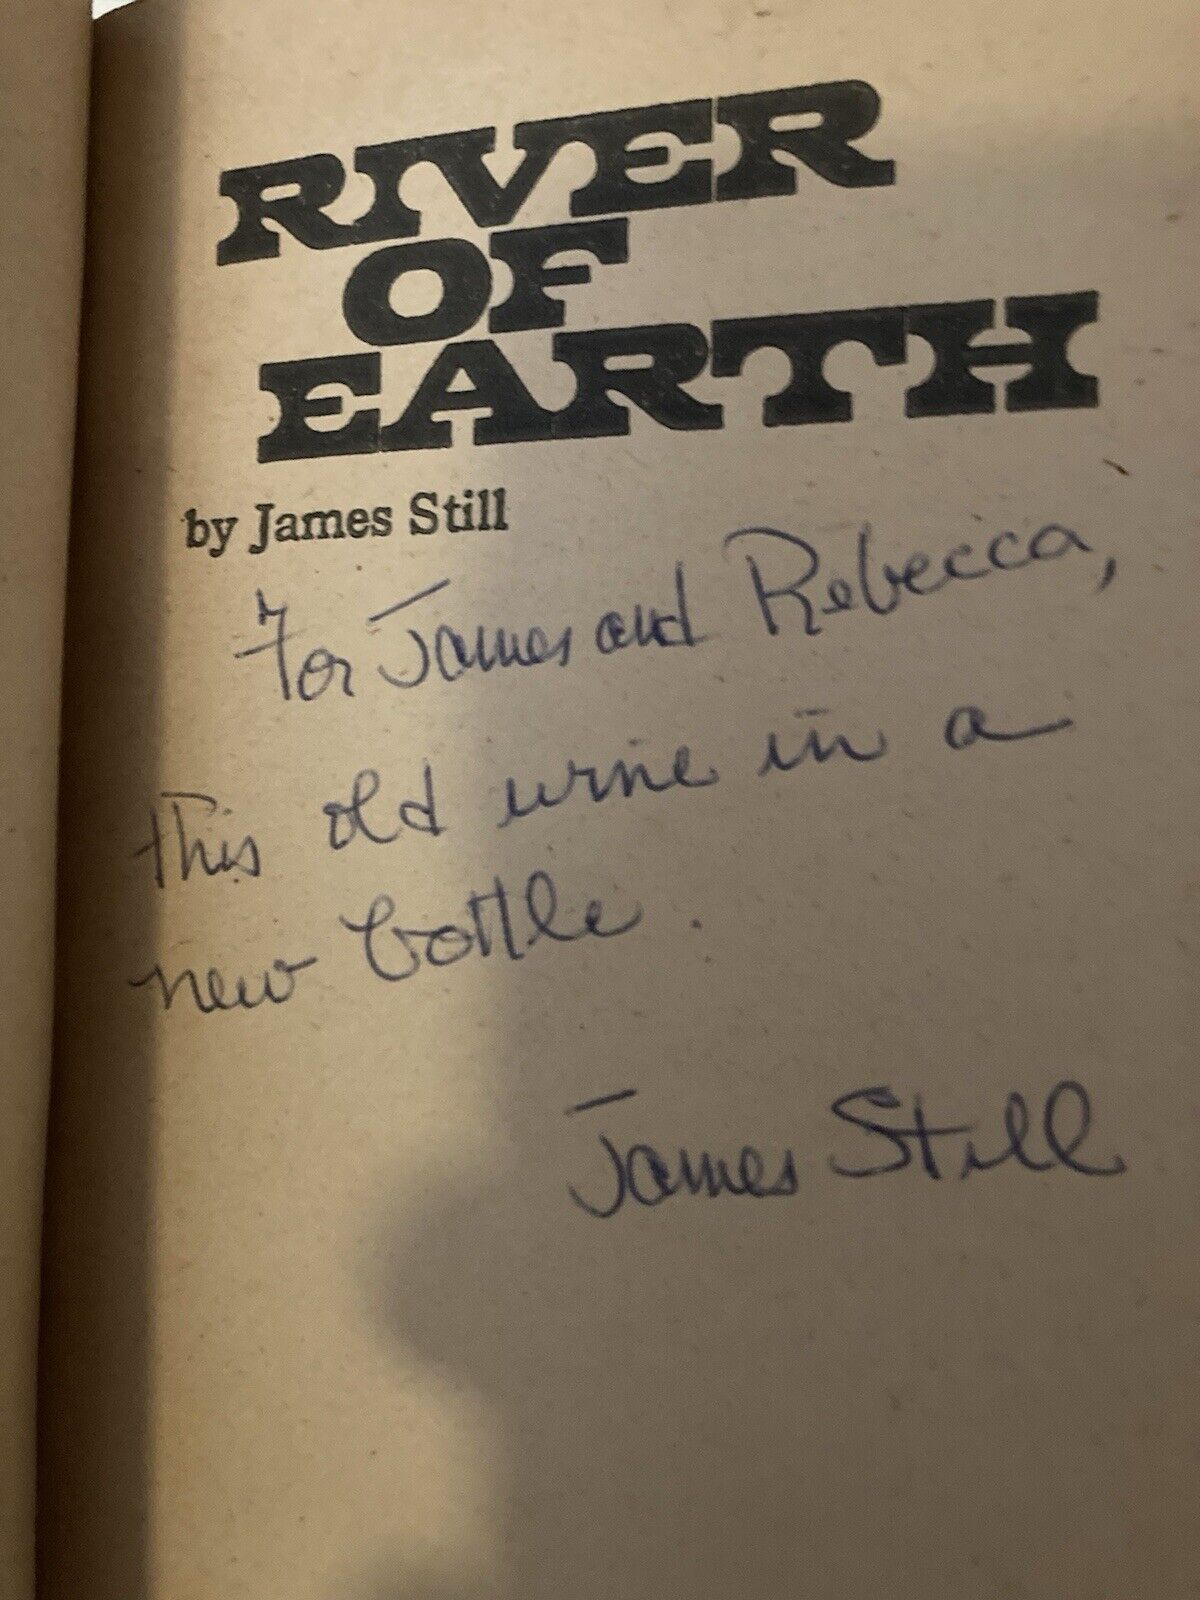 RIVER
OF
EARTH
by James Still
For James and Rebecca,
this old wine in a
new bottle.
James Still